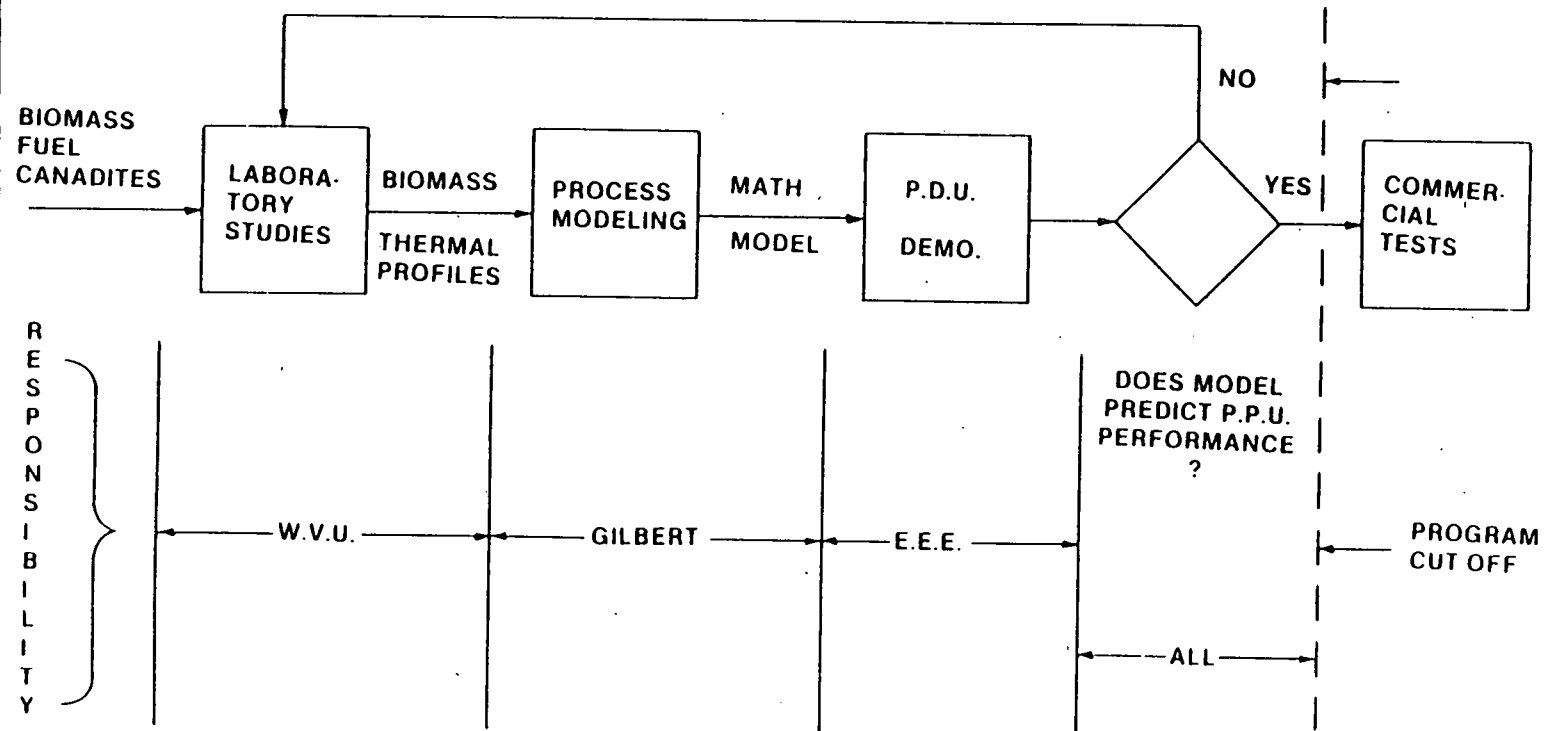 BIOMASS
FUEL
CANADITES
LABORA-
TORY
STUDIES
BIOMASS
THERMAL
PROFILES
PROCESS
MODELING
MATH
MODEL
P.D.U.
DEMO.
NO
YES
COMMER-
CIAL
TESTS
RESPONSIBILITY
W.V.U.
GILBERT
E.E.E.
DOES MODEL
PREDICT P.P.U.
PERFORMANCE
?
ALL
PROGRAM
CUT OFF